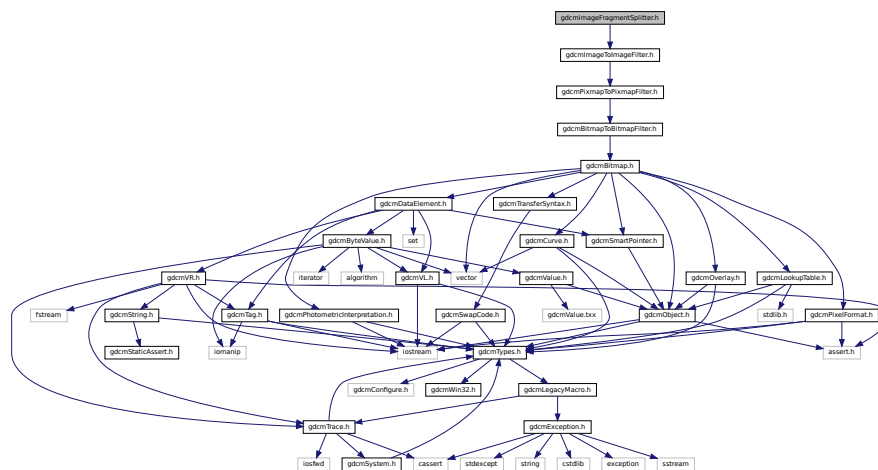 gdcmImageFragmentSplitter.h
gdcmImageToImageFilter.h
gdcmPixmapToPixmapFilter.h
gdcmBitmapToBitmapFilter.h
gdcmBitmap.h
gdcmDataElement.h
gdcmTransferSyntax.h
gdcmByteValue.h
set
gdcmCurve.h
gdcmSmartPointer.h
gdcmVR.h
iterator
algorithm
gdcmVL.h
vector
gdcmValue.h
gdcmOverlay.h
gdcmLookupTable.h
fstream
gdcmString.h
gdcmTag.h
gdcmPhotometricInterpretation.h
gdcmSwapCode.h
gdcmValue.txx
gdcmObject.h
stdlib.h
gdcmPixelFormat.h
gdcmStaticAssert.h
iomanip
iostream
gdcmTypes.h
assert.h
gdcmConfigure.h
gdcmWin32.h
gdcmLegacyMacro.h
gdcmTrace.h
gdcmException.h
iosfwd
gdcmSystem.h
cassert
stdexcept
string
cstdlib
exception
sstream